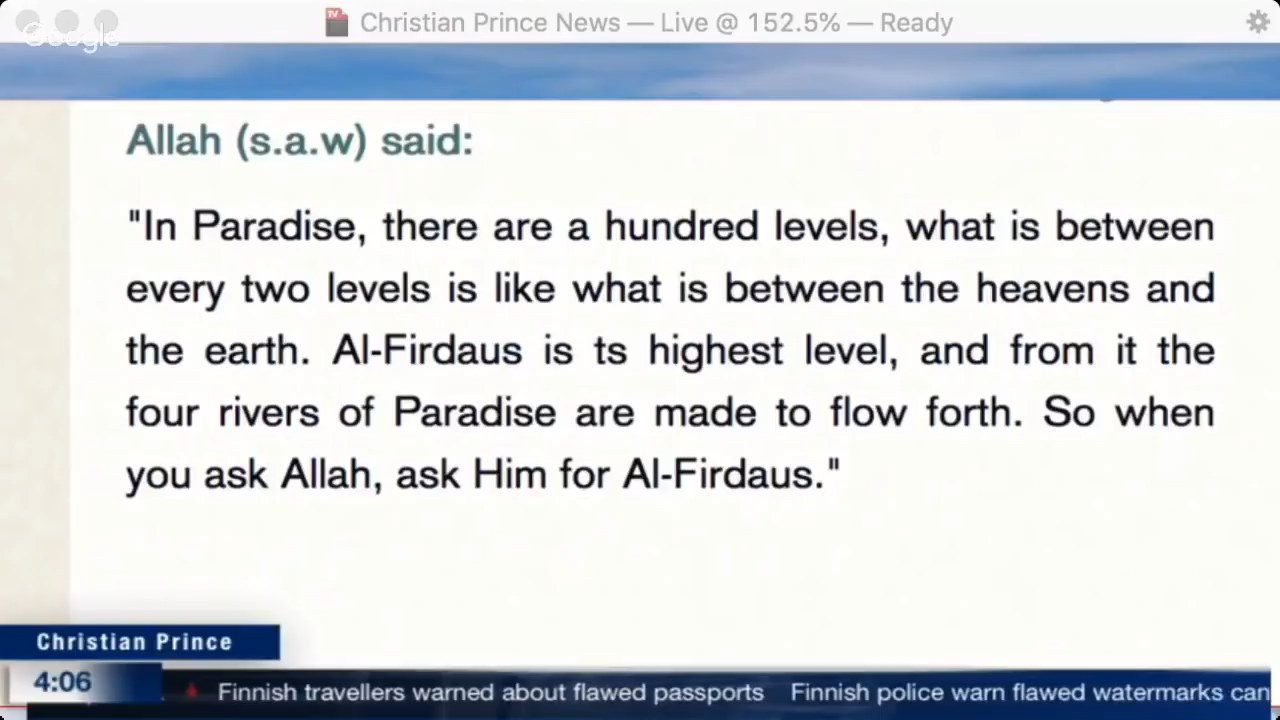 Christian Prince News — Live @ 152.5% — Ready
Google
Allah (s.a.w) said:
"In Paradise, there are a hundred levels, what is between
every two levels is like what is between the heavens and
the earth. Al-Firdaus is ts highest level, and from it the
four rivers of Paradise are made to flow forth. So when
you ask Allah, ask Him for Al-Firdaus."
Christian Prince
4:06
Finnish travellers warned about flawed passports Finnish police warn flawed watermarks can